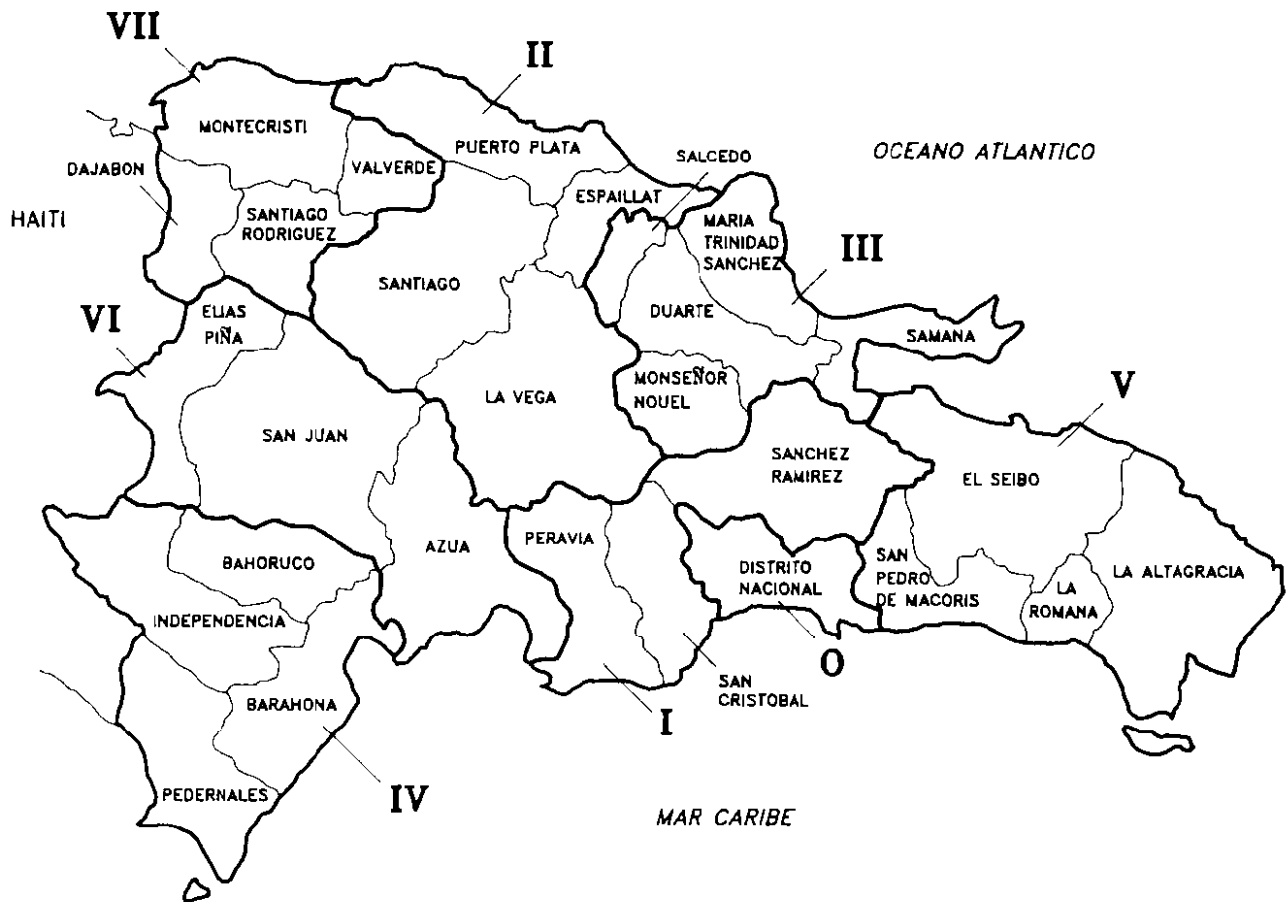 VII
II
MONTECRISTI
PUERTO PLATA
OCEANO ATLANTICO
SALCEDO
DAJABON
VALVERDE
ESPAILLAT
HAITI
SANTIAGO
RODRIGUEZ
MARIA
TRINIDAD
SANCHEZ
III
SANTIAGO
VI
ELIAS
PIÑA
DUARTE
SAMANA
MONSEÑOR
NOUEL
LA VEGA
V
SAN JUAN
SANCHEZ
RAMIREZ
EL SEIBO
AZUA
PERAVIA
BAHORUCO
DISTRITO
NACIONAL
SAN
PEDRO
DE MACORIS
LA
ROMANA
LA ALTAGRACIA
INDEPENDENCIA
O
SAN
CRISTOBAL
BARAHONA
I
PEDERNALES
IV
MAR CARIBE